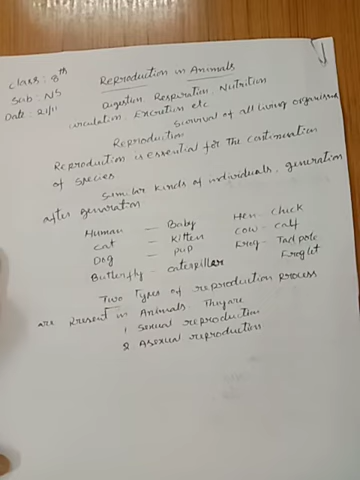 Class: 8th
Sub: NS
Date: 21/11
Reproduction in Animals
Digestion, Respiration, Nutrition
circulation, Excretion etc
survival of all living organisms
Reproduction
Reproduction is essential for The continuation
of species
similar kinds of individuals, generation
after generation
Human — Baby
Hen - chick
cat — Kitten
cow - calf
Dog — pup
Frog - Tadpole
Froglet
Butterfly - caterpillar
Two Types of reproduction process
are present in Animals. They are
1 sexual reproduction
2 Asexual reproduction